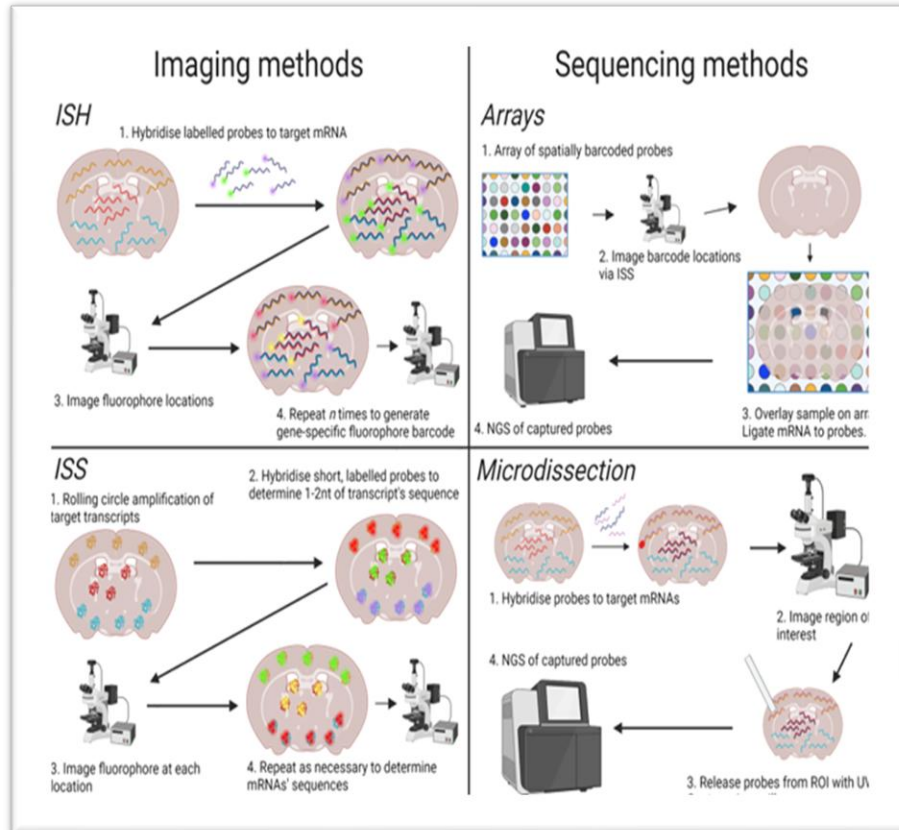 Imaging methods
ISH
1. Hybridise labelled probes to target mRNA
3. Image fluorophore locations
4. Repeat n times to generate
gene-specific fluorophore barcode
Sequencing methods
Arrays
1. Array of spatially barcoded probes
2. Image barcode locations
via ISS
3. Overlay sample on arr
Ligate mRNA to probes.
4. NGS of captured probes
ISS
1. Rolling circle amplification of
target transcripts
2. Hybridise short, labelled probes to
determine 1-2nt of transcript's sequence
3. Image fluorophore at each
location
4. Repeat as necessary to determine
mRNAs' sequences
Microdissection
1. Hybridise probes to target mRNAs
2. Image region of
interest
4. NGS of captured probes
3. Release probes from ROI with UV